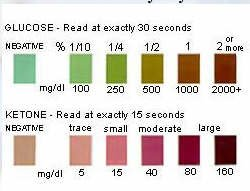 GLUCOSE - Read at exactly 30 seconds
NEGATIVE % 1/10 1/4 1/2 1 2 or more
mg/dl 100 250 500 1000 2000+
KETONE - Read at exactly 15 seconds
NEGATIVE trace small moderate large
mg/dl 5 15 40 80 160